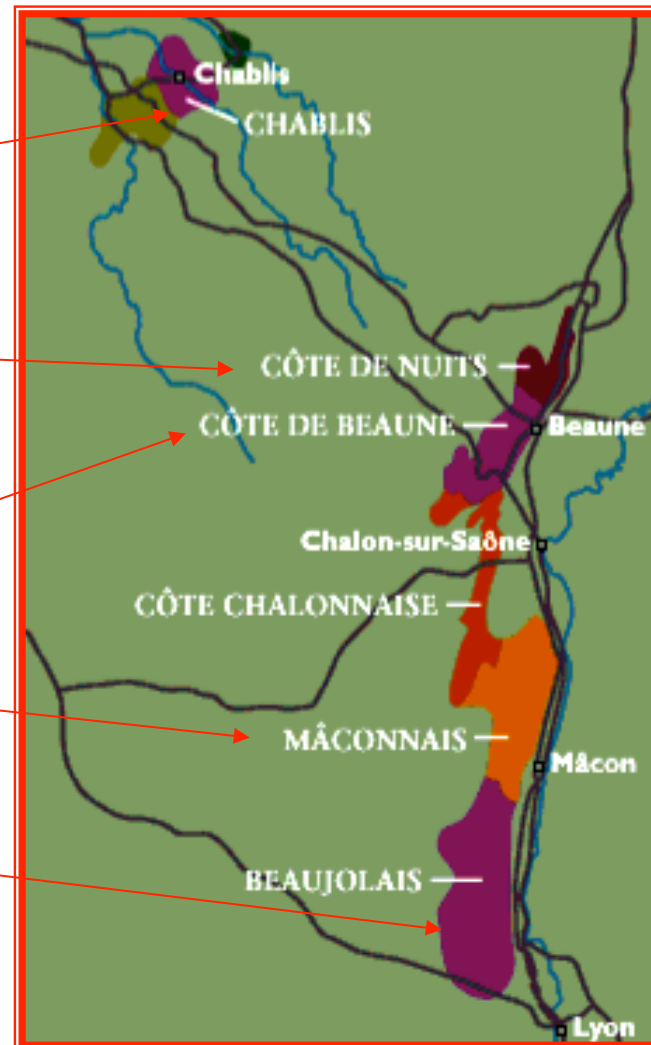 Chablis
CHABLIS
CÔTE DE NUITS
CÔTE DE BEAUNE
Beaune
Chalon-sur-Saône
CÔTE CHALONNAISE
MÂCONNAIS
Mâcon
BEAUJOLAIS
Lyon